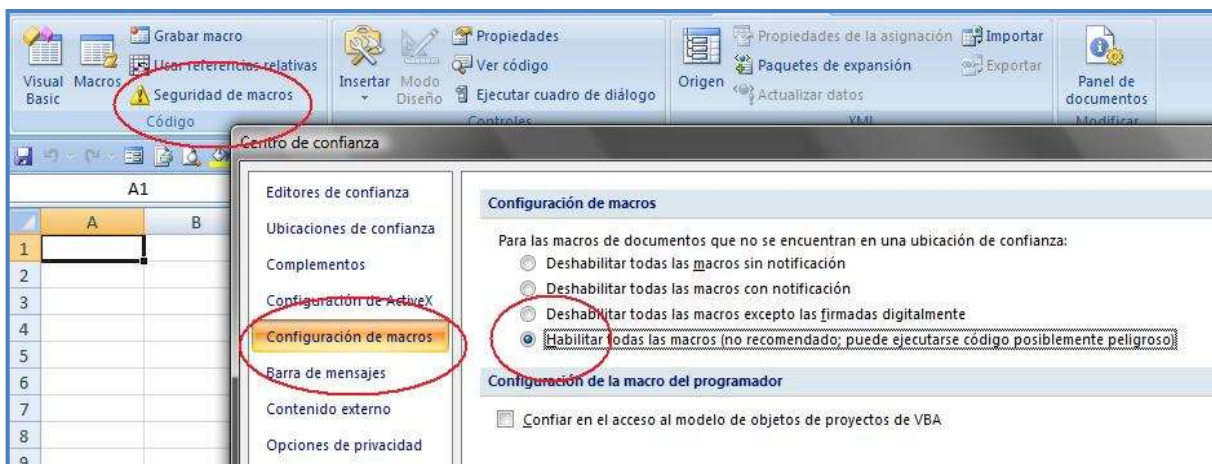 Grabar macro
Usar referencias relativas
Seguridad de macros
Visual Basic
Macros
Código
Insertar
Modo Diseño
Propiedades
Ver código
Ejecutar cuadro de diálogo
Controles
Origen
Propiedades de la asignación
Paquetes de expansión
Actualizar datos
Importar
Exportar
XML
Panel de documentos
Modificar
Centro de confianza
A1
A B
1
2
3
4
5
6
7
8
9
Editores de confianza
Ubicaciones de confianza
Complementos
Configuración de ActiveX
Configuración de macros
Barra de mensajes
Contenido externo
Opciones de privacidad
Configuración de macros
Para las macros de documentos que no se encuentran en una ubicación de confianza:
Deshabilitar todas las macros sin notificación
Deshabilitar todas las macros con notificación
Deshabilitar todas las macros excepto las firmadas digitalmente
Habilitar todas las macros (no recomendado; puede ejecutarse código posiblemente peligroso)
Configuración de la macro del programador
Confiar en el acceso al modelo de objetos de proyectos de VBA